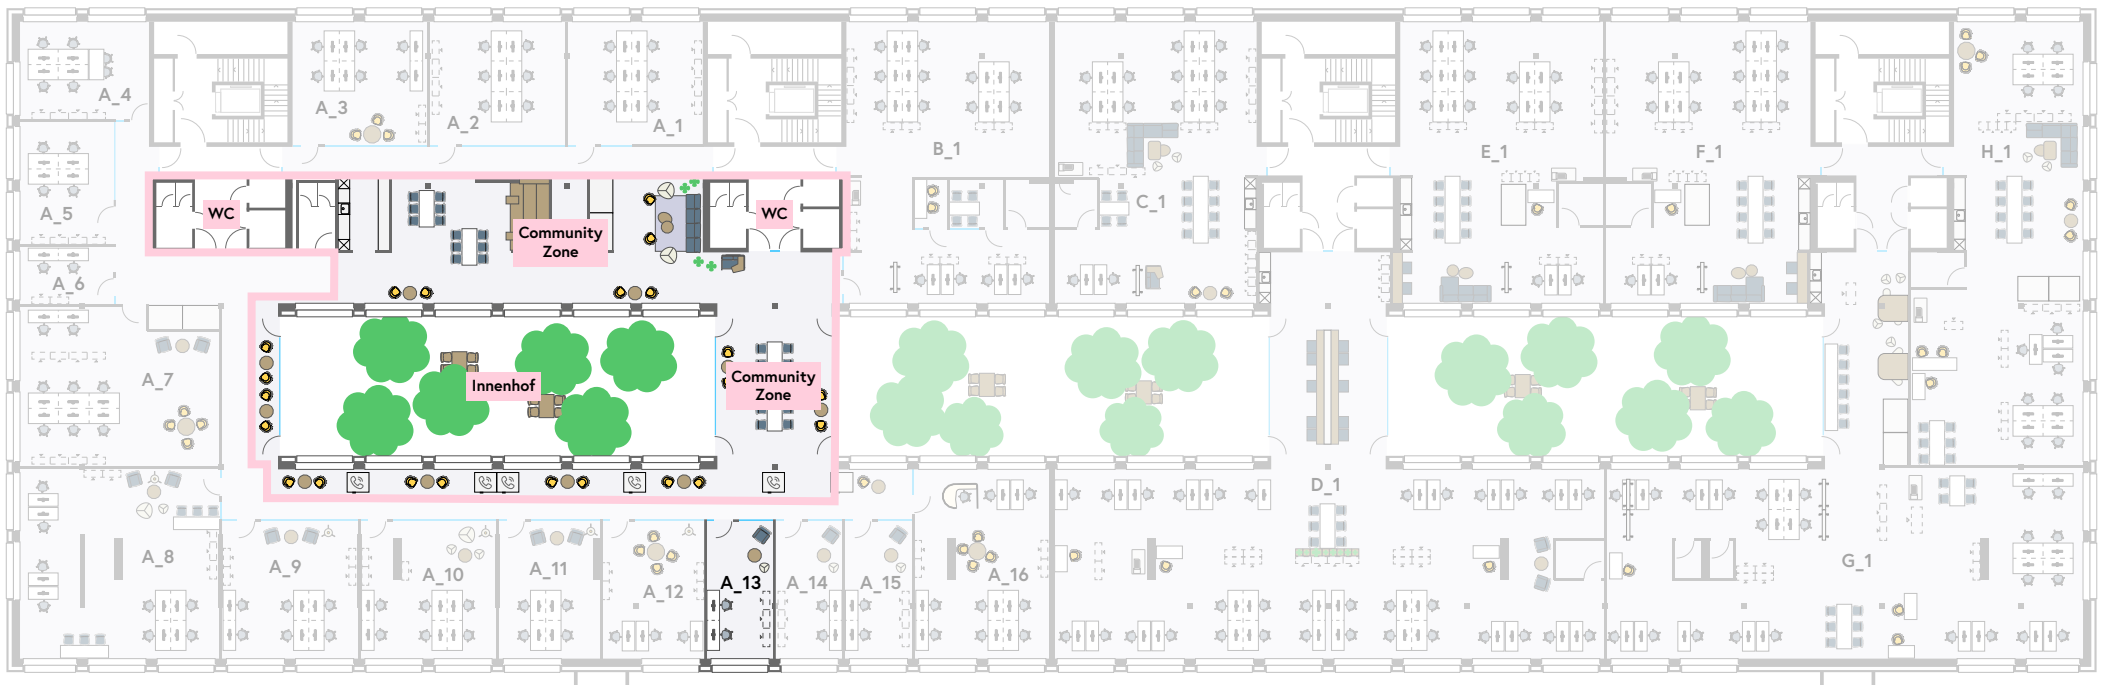 A_4
A_3
A_2
A_1
B_1
C_1
E_1
F_1
H_1
A_5
WC
WC
Community
Zone
A_6
A_7
Innenhof
Community
Zone
D_1
A_8
A_9
A_10
A_11
A_12
A_13
A_14
A_15
A_16
G_1